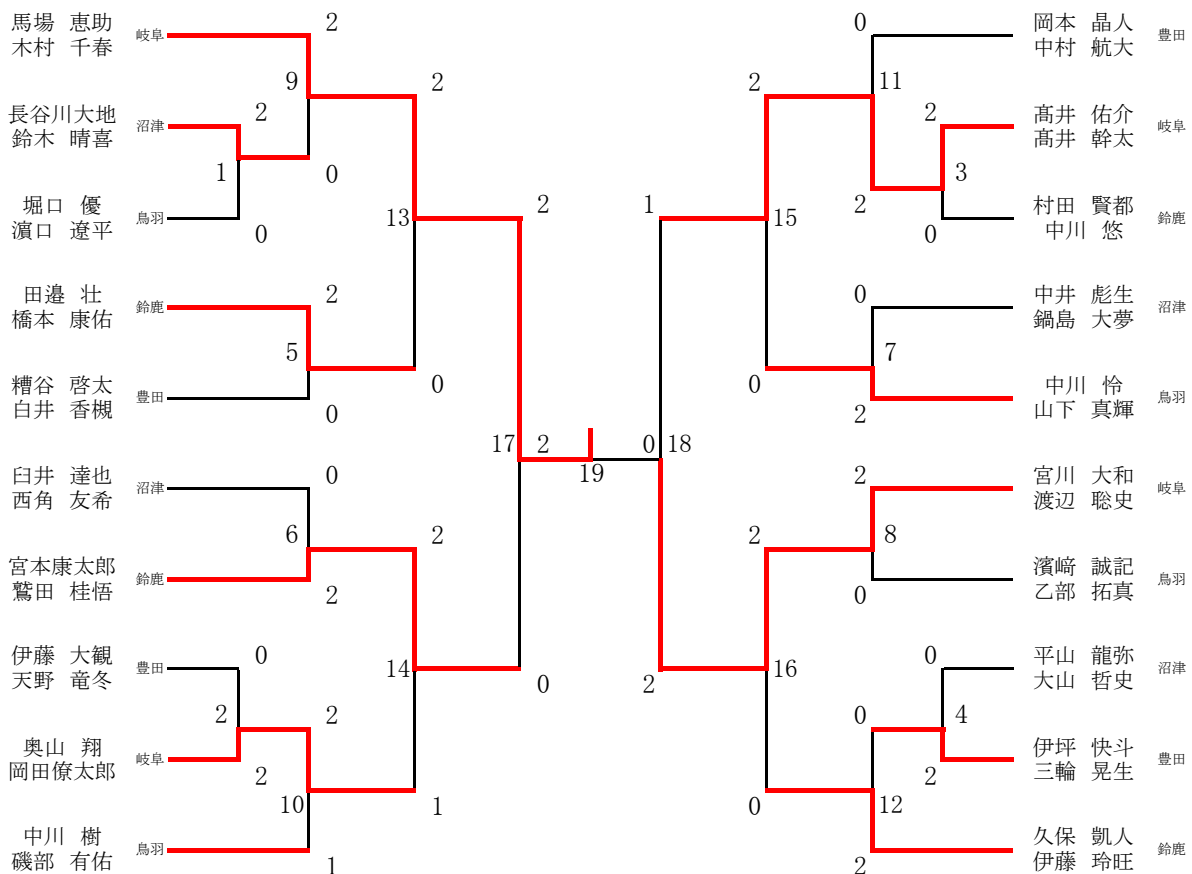 馬場 恵助
木村 千春
岐阜
2
9
2
長谷川大地
鈴木 晴喜
沼津
2
1
0
堀口 優
濵口 遼平
鳥羽
0
13
2
田邉 壮
橋本 康佑
鈴鹿
2
5
0
糟谷 啓太
白井 香槻
豊田
0
17
2
臼井 達也
西角 友希
沼津
0
6
2
宮本康太郎
鷲田 桂悟
鈴鹿
2
伊藤 大観
天野 竜冬
豊田
0
14
0
2
2
奥山 翔
岡田僚太郎
岐阜
2
10
1
中川 樹
磯部 有佑
鳥羽
1
19
0
岡本 晶人
中村 航大
豊田
2
11
髙井 佑介
髙井 幹太
岐阜
2
3
2
村田 賢都
中川 悠
鈴鹿
0
1
15
0
中井 彪生
鍋島 大夢
沼津
7
0
中川 怜
山下 真輝
鳥羽
2
0
18
2
宮川 大和
渡辺 聡史
岐阜
2
8
0
濱﨑 誠記
乙部 拓真
鳥羽
2
16
0
平山 龍弥
大山 哲史
沼津
0
4
伊坪 快斗
三輪 晃生
豊田
2
0
12
2
久保 凱人
伊藤 玲旺
鈴鹿